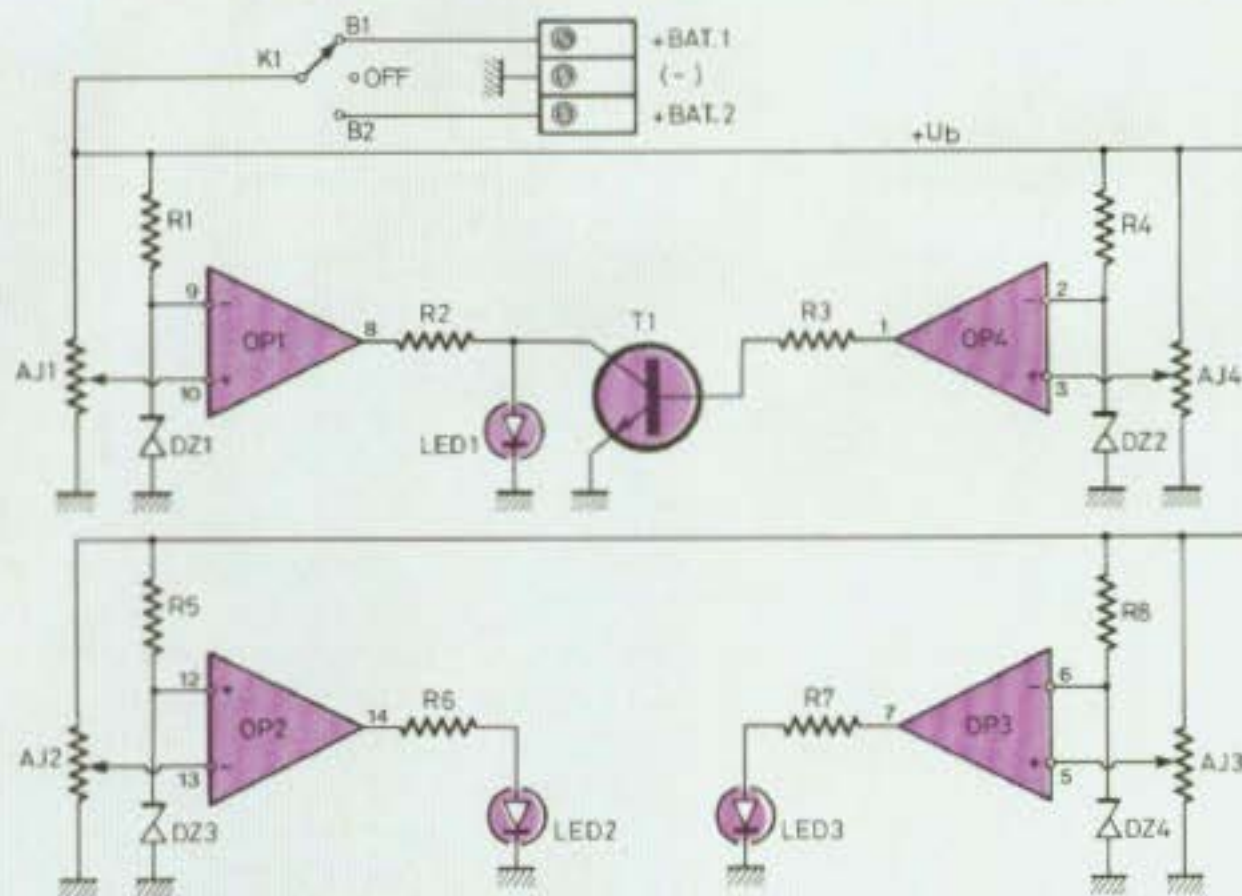 B1
+BAT.1
K1
OFF
(-)
B2
+BAT.2
+Ub
R1
R4
9
-
2
-
R2
T1
R3
OP1
8
1
OP4
AJ1
+
10
+
3
AJ4
DZ1
LED1
DZ2
R5
R8
12
+
6
-
R6
R7
OP2
14
7
OP3
AJ2
-
13
+
5
AJ3
DZ3
LED2
LED3
DZ4